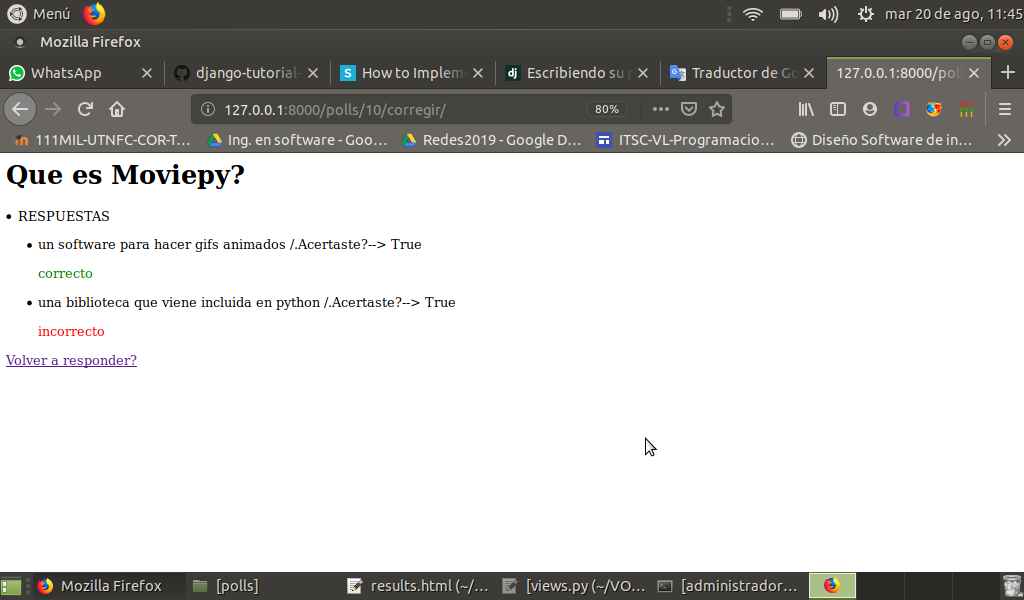 Menú
mar 20 de ago, 11:45
Mozilla Firefox
WhatsApp
django-tutorial-
How to Implem
Escribiendo su p
Traductor de Go
127.0.0.1:8000/poll
127.0.0.1:8000/polls/10/corregir/
80%
111MIL-UTNFC-COR-T...
Ing. en software - Goo...
Redes2019 - Google D...
ITSC-VL-Programacio...
Diseño Software de in...
Que es Moviepy?
• RESPUESTAS
• un software para hacer gifs animados /.Acertaste?--> True
correcto
• una biblioteca que viene incluida en python /.Acertaste?--> True
incorrecto
Volver a responder?
Mozilla Firefox
[polls]
results.html (~/...
[views.py (~/VO...
[administrador...